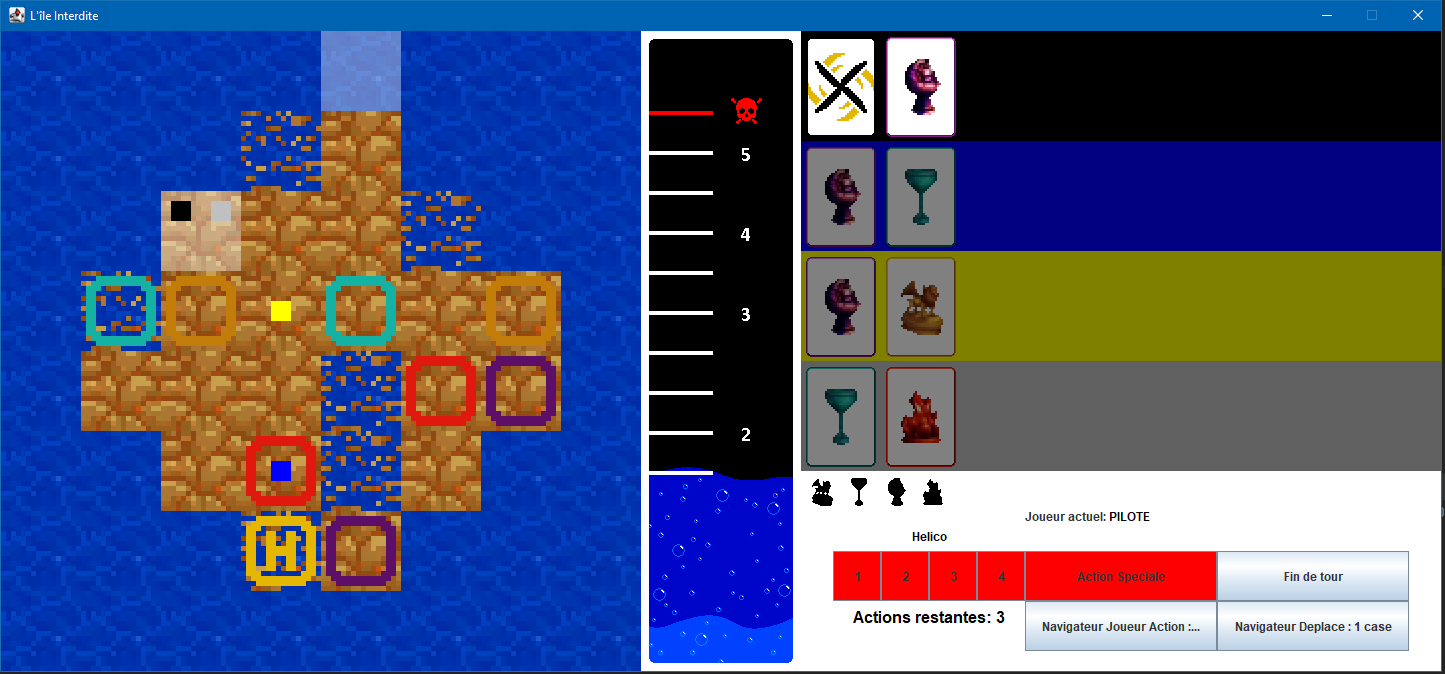 L'île Interdite
5
4
3
2
H
Joueur actuel: PILOTE
Helico
1 2 3 4 Action Speciale Fin de tour
Actions restantes: 3
Navigateur Joueur Action :... Navigateur Deplace : 1 case